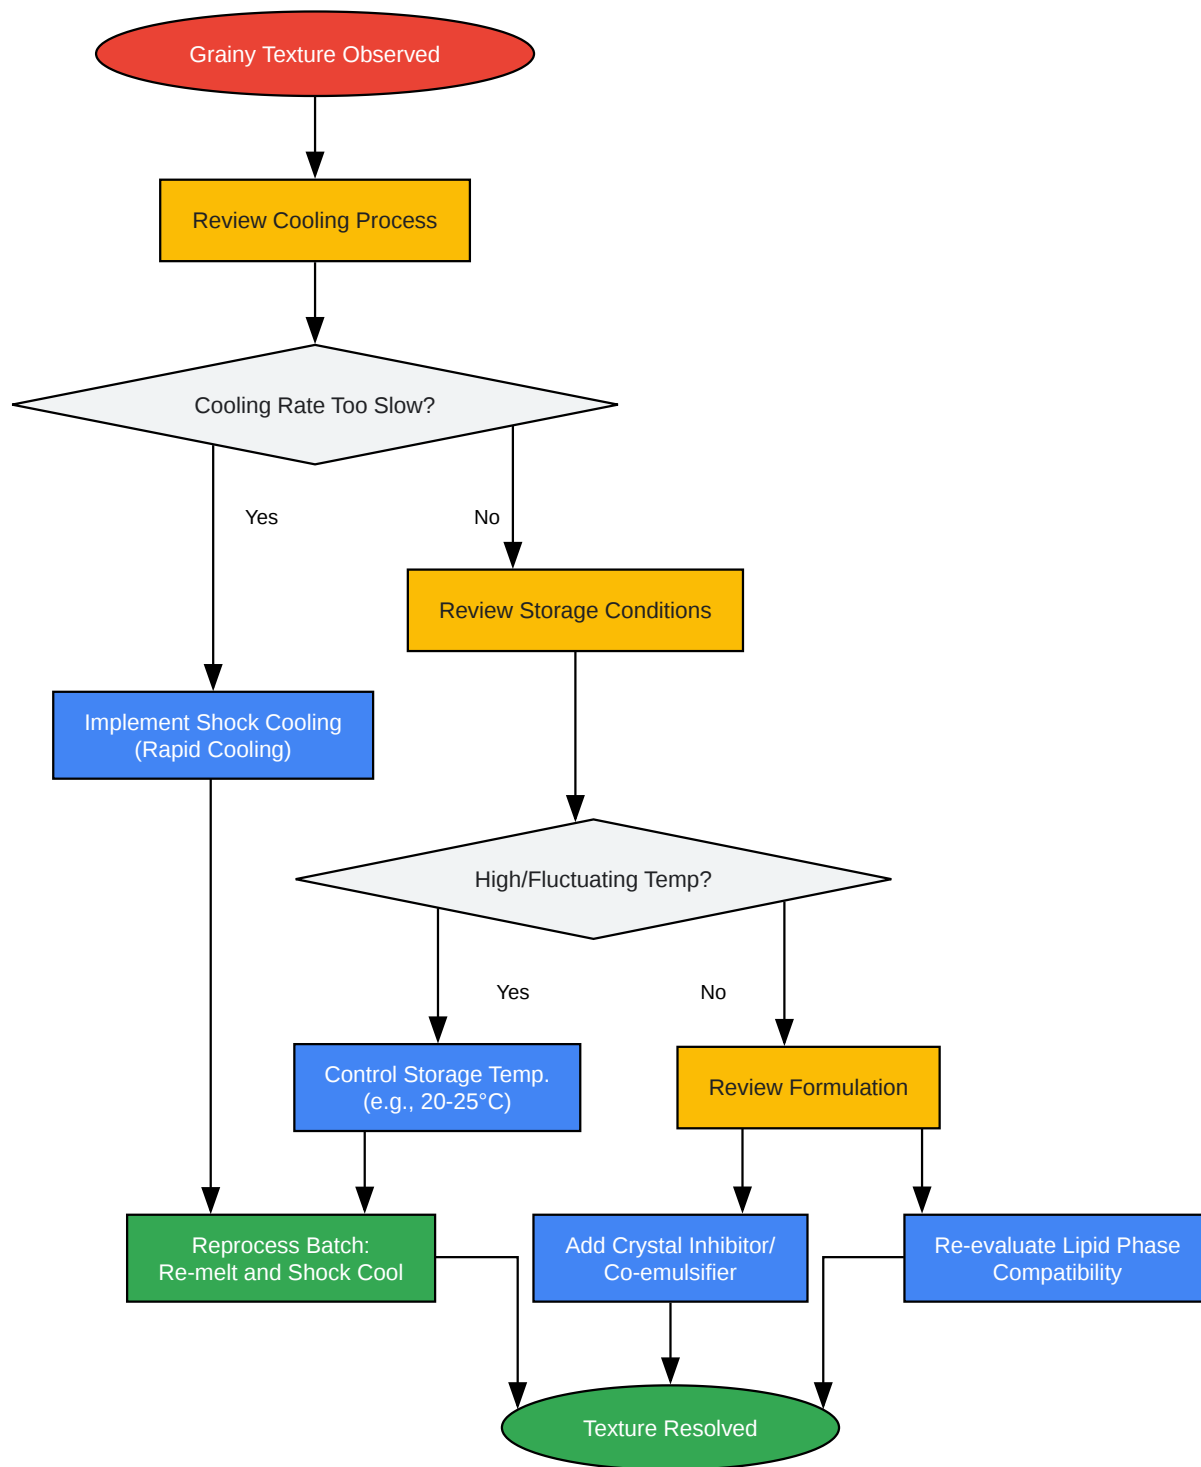 Grainy Texture Observed
Review Cooling Process
Cooling Rate Too Slow?
Yes
No
Review Storage Conditions
Implement Shock Cooling
(Rapid Cooling)
High/Fluctuating Temp?
Yes
No
Control Storage Temp.
(e.g., 20-25°C)
Review Formulation
Reprocess Batch:
Re-melt and Shock Cool
Add Crystal Inhibitor/
Co-emulsifier
Re-evaluate Lipid Phase
Compatibility
Texture Resolved